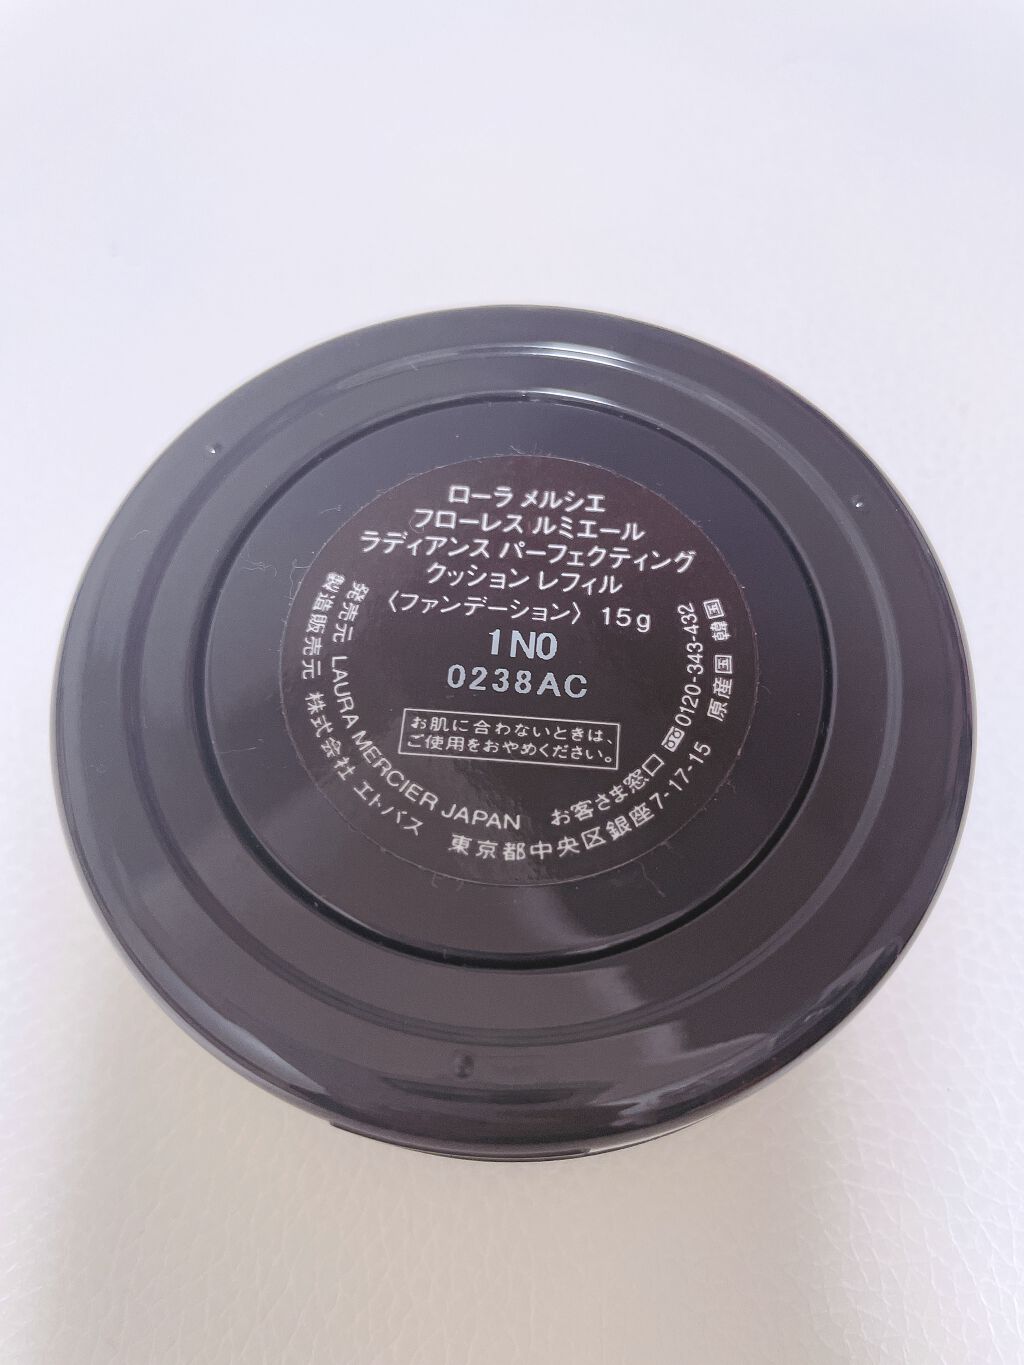 ローラ メルシエ
フローレス ルミエール
ラディアンス パーフェクティング
クッション レフィル
〈ファンデーション〉 15g
1N0
0238AC
お肌に合わないときは、
ご使用をおやめください。
発売元 LAURA MERCIER JAPAN お客さま窓口 0120-343-432
製造販売元 株式会社 エトバス 東京都中央区銀座7-17-15 原産国 韓国